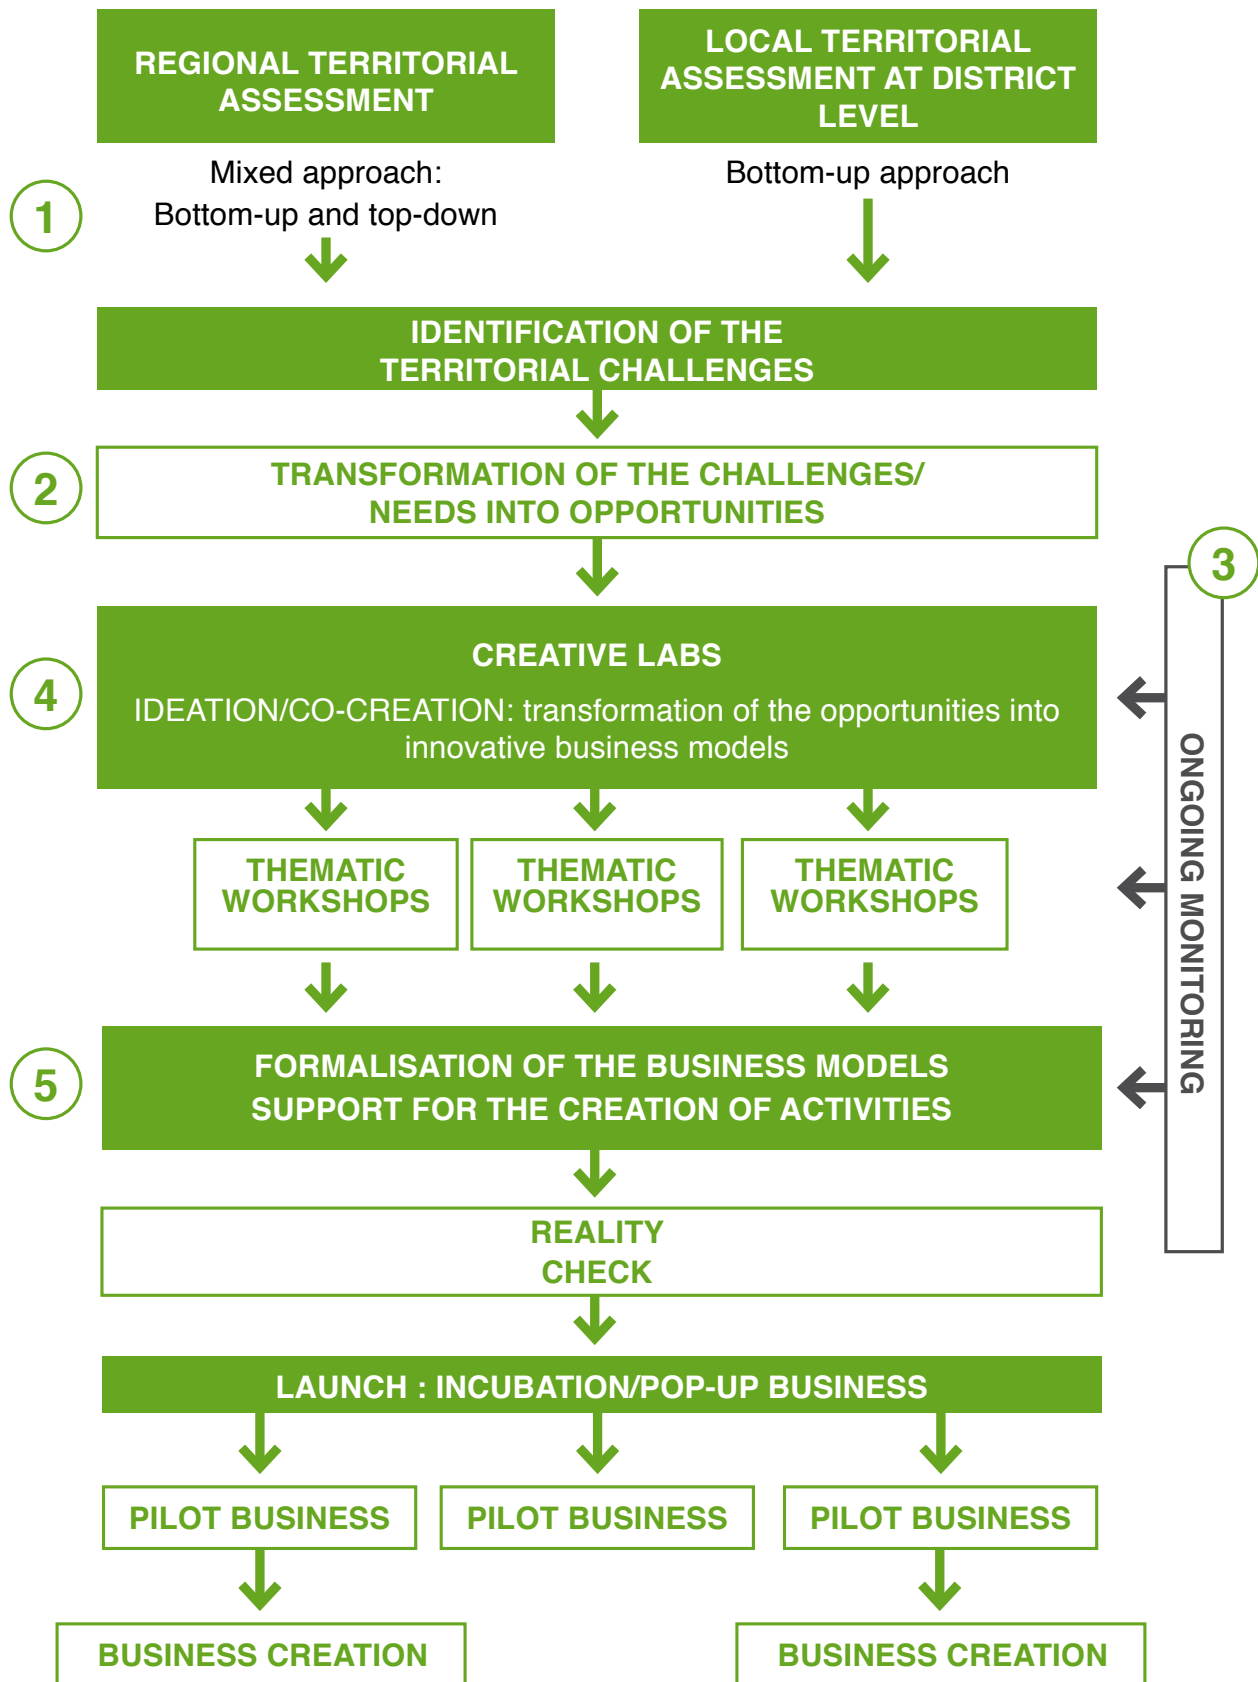 REGIONAL TERRITORIAL
ASSESSMENT
LOCAL TERRITORIAL
ASSESSMENT AT DISTRICT
LEVEL
Mixed approach:
Bottom-up and top-down
Bottom-up approach
1
IDENTIFICATION OF THE
TERRITORIAL CHALLENGES
2
TRANSFORMATION OF THE CHALLENGES/
NEEDS INTO OPPORTUNITIES
3
ONGOING MONITORING
4
CREATIVE LABS
IDEATION/CO-CREATION: transformation of the opportunities into
innovative business models
THEMATIC
WORKSHOPS
THEMATIC
WORKSHOPS
THEMATIC
WORKSHOPS
5
FORMALISATION OF THE BUSINESS MODELS
SUPPORT FOR THE CREATION OF ACTIVITIES
REALITY
CHECK
LAUNCH : INCUBATION/POP-UP BUSINESS
PILOT BUSINESS
PILOT BUSINESS
PILOT BUSINESS
BUSINESS CREATION
BUSINESS CREATION